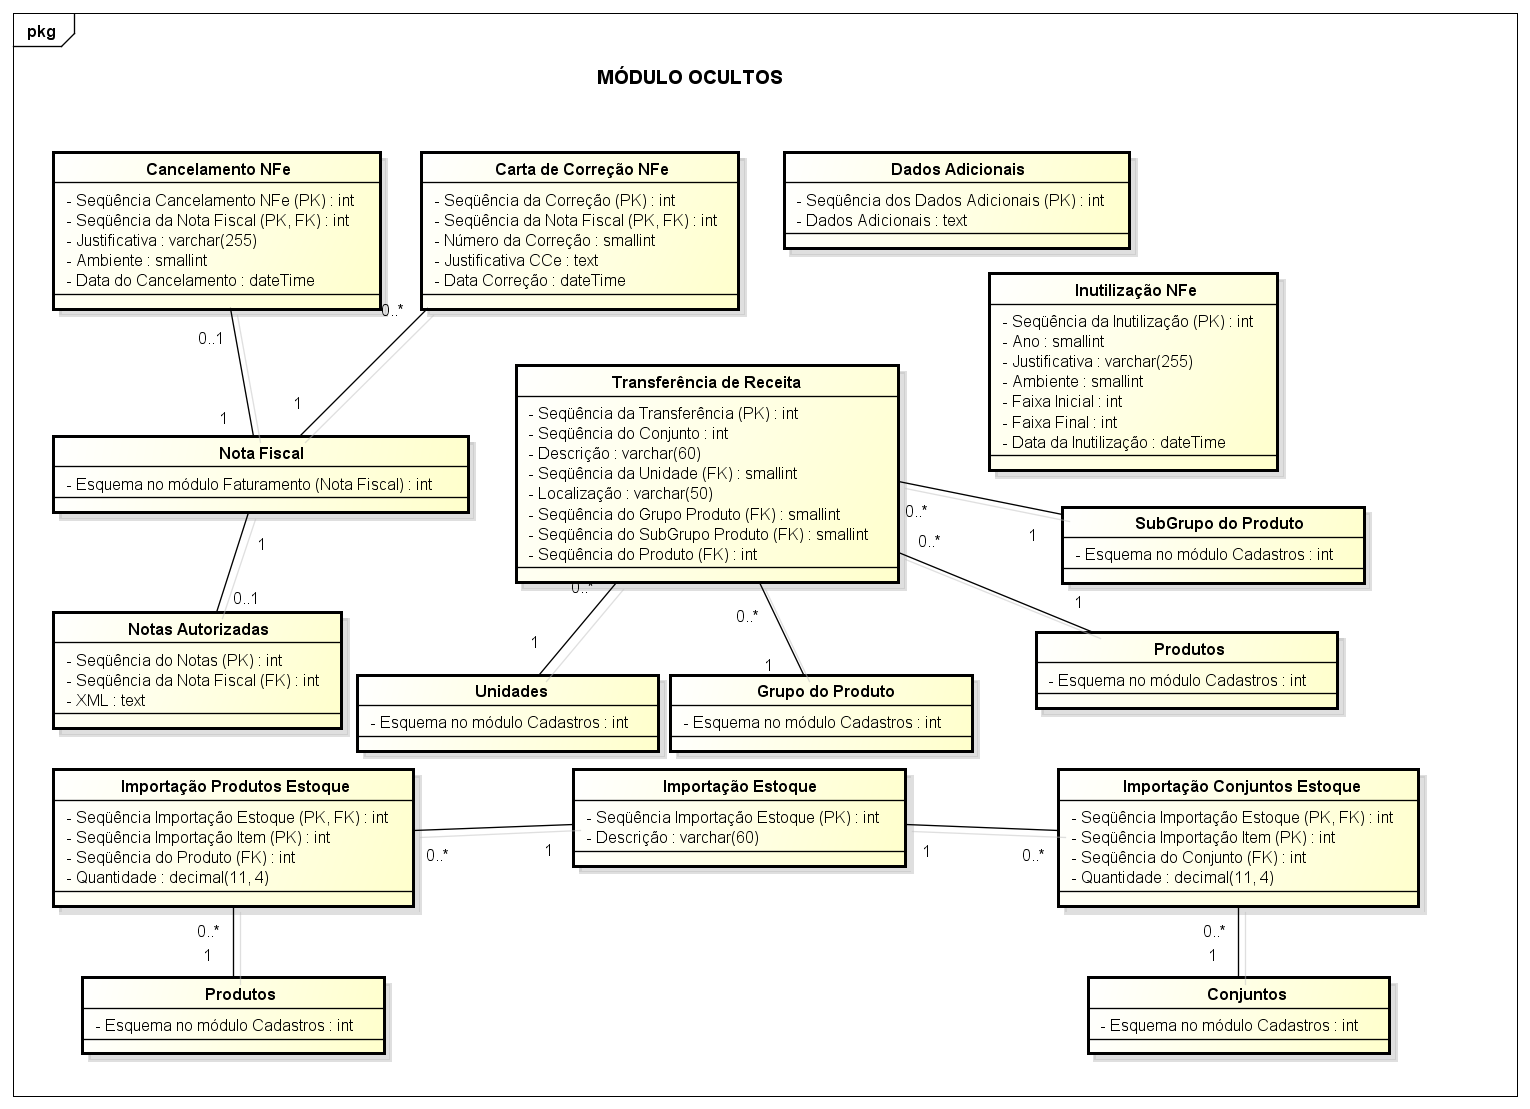 pkg
MÓDULO OCULTOS
Cancelamento NFe
- Seqüência Cancelamento NFe (PK) : int
- Seqüência da Nota Fiscal (PK, FK) : int
- Justificativa : varchar(255)
- Ambiente : smallint
- Data do Cancelamento : dateTime
Carta de Correção NFe
- Seqüência da Correção (PK) : int
- Seqüência da Nota Fiscal (PK, FK) : int
- Número da Correção : smallint
- Justificativa CCe : text
- Data Correção : dateTime
Dados Adicionais
- Seqüência dos Dados Adicionais (PK) : int
- Dados Adicionais : text
Inutilização NFe
- Seqüência da Inutilização (PK) : int
- Ano : smallint
- Justificativa : varchar(255)
- Ambiente : smallint
- Faixa Inicial : int
- Faixa Final : int
- Data da Inutilização : dateTime
0..1
1
0..*
1
Nota Fiscal
- Esquema no módulo Faturamento (Nota Fiscal) : int
1
0..1
Notas Autorizadas
- Seqüência do Notas (PK) : int
- Seqüência da Nota Fiscal (FK) : int
- XML : text
Transferência de Receita
- Seqüência da Transferência (PK) : int
- Seqüência do Conjunto : int
- Descrição : varchar(60)
- Seqüência da Unidade (FK) : smallint
- Localização : varchar(50)
- Seqüência do Grupo Produto (FK) : smallint
- Seqüência do SubGrupo Produto (FK) : smallint
- Seqüência do Produto (FK) : int
0..*
1
SubGrupo do Produto
- Esquema no módulo Cadastros : int
0..*
1
Produtos
- Esquema no módulo Cadastros : int
0..*
1
Unidades
- Esquema no módulo Cadastros : int
0..*
1
Grupo do Produto
- Esquema no módulo Cadastros : int
Importação Produtos Estoque
- Seqüência Importação Estoque (PK, FK) : int
- Seqüência Importação Item (PK) : int
- Seqüência do Produto (FK) : int
- Quantidade : decimal(11, 4)
0..*
1
Importação Estoque
- Seqüência Importação Estoque (PK) : int
- Descrição : varchar(60)
1
0..*
Importação Conjuntos Estoque
- Seqüência Importação Estoque (PK, FK) : int
- Seqüência Importação Item (PK) : int
- Seqüência do Conjunto (FK) : int
- Quantidade : decimal(11, 4)
0..*
1
Produtos
- Esquema no módulo Cadastros : int
0..*
1
Conjuntos
- Esquema no módulo Cadastros : int